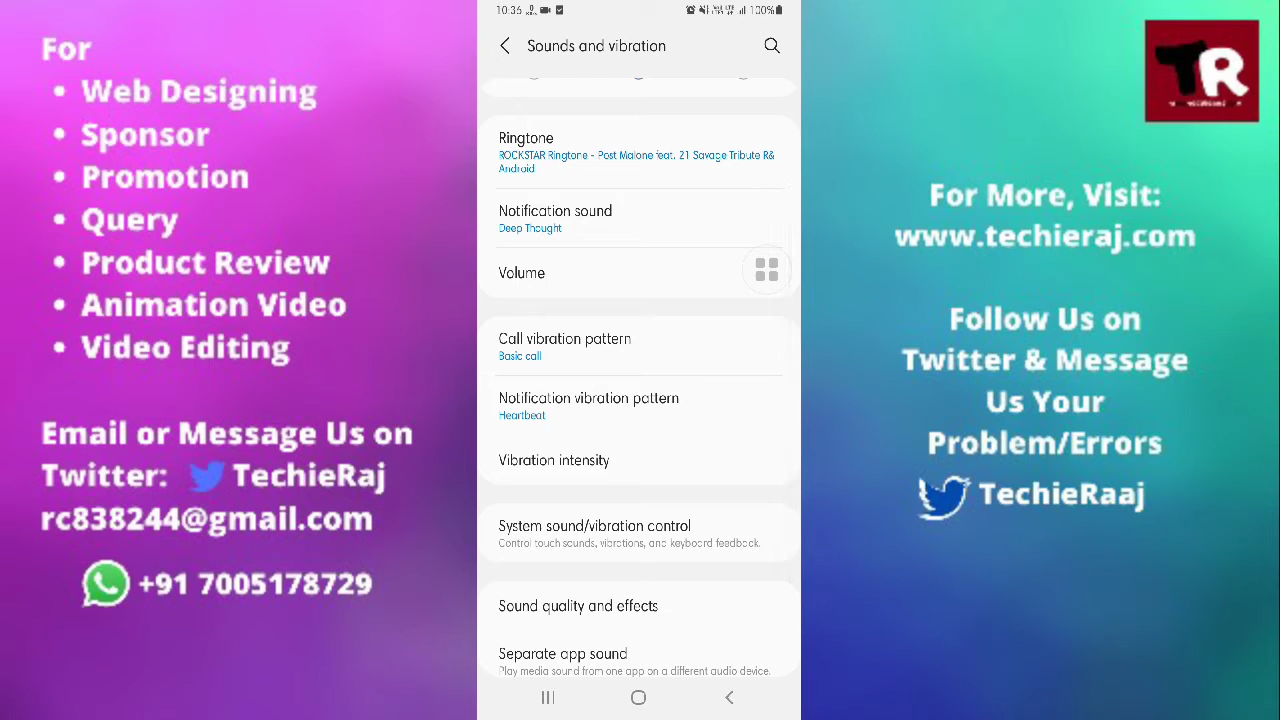 For
• Web Designing
• Sponsor
• Promotion
• Query
• Product Review
• Animation Video
• Video Editing
Email or Message Us on
Twitter: TechieRaj
rc838244@gmail.com
+91 7005178729
10:36
100%
Sounds and vibration
Ringtone
ROCKSTAR Ringtone - Post Malone feat. 21 Savage Tribute R&
Android
Notification sound
Deep Thought
Volume
Call vibration pattern
Basic call
Notification vibration pattern
Heartbeat
Vibration intensity
System sound/vibration control
Control touch sounds, vibrations, and keyboard feedback.
Sound quality and effects
Separate app sound
Play media sound from one app on a different audio device.
TR
For More, Visit:
www.techieraj.com
Follow Us on
Twitter & Message
Us Your
Problem/Errors
TechieRaaj